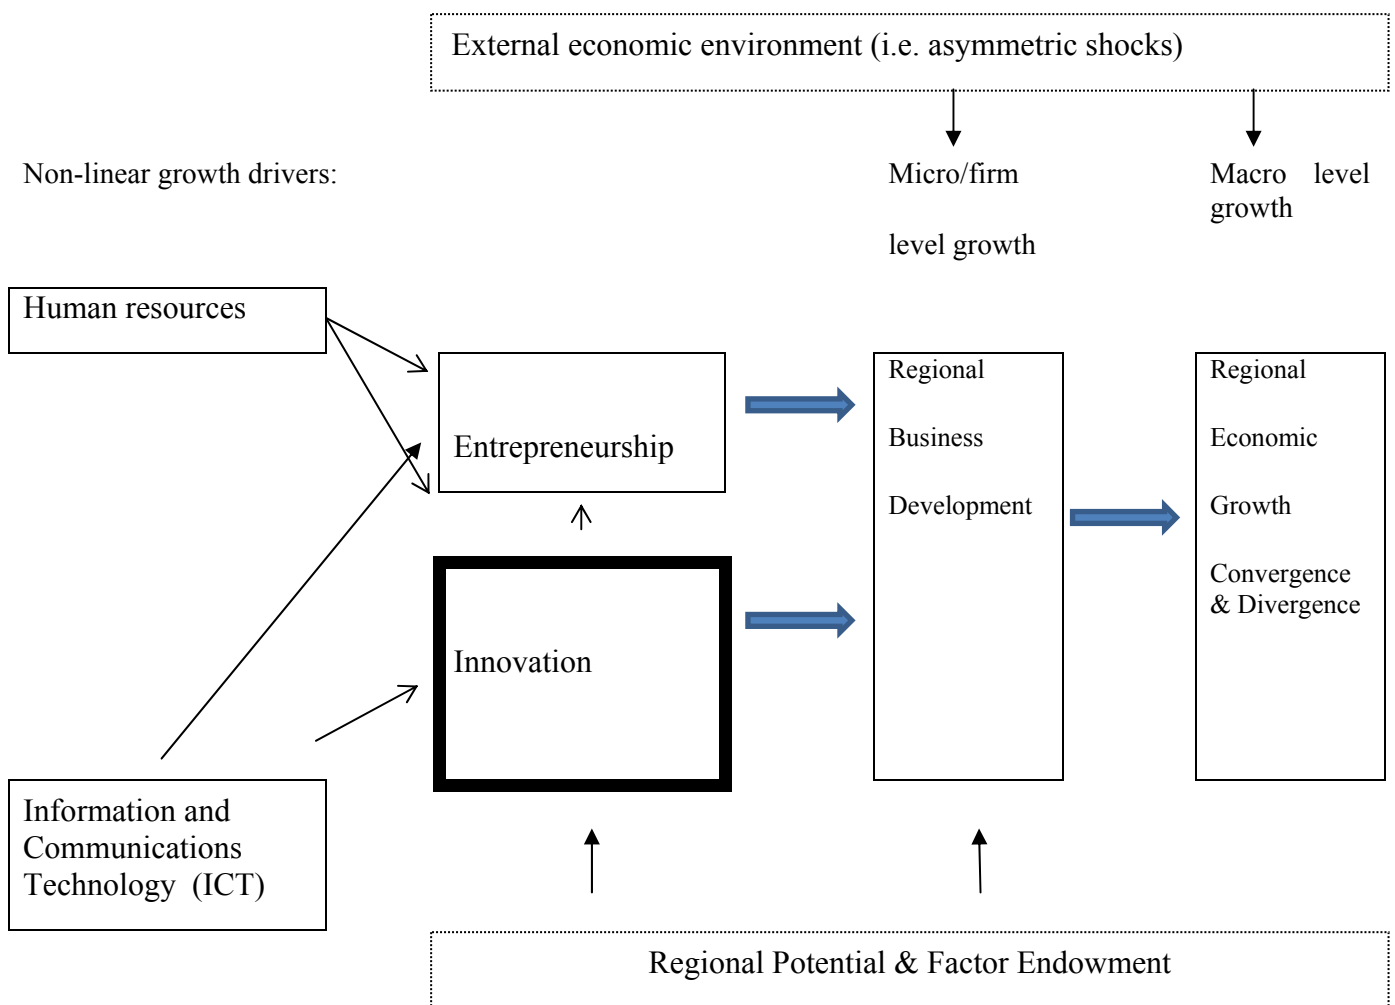 External economic environment (i.e. asymmetric shocks)
Non-linear growth drivers:
Micro/firm
level growth
Macro level
growth
Human resources
Entrepreneurship
Regional
Business
Development
Regional
Economic
Growth
Convergence
& Divergence
Innovation
Information and
Communications
Technology (ICT)
Regional Potential & Factor Endowment